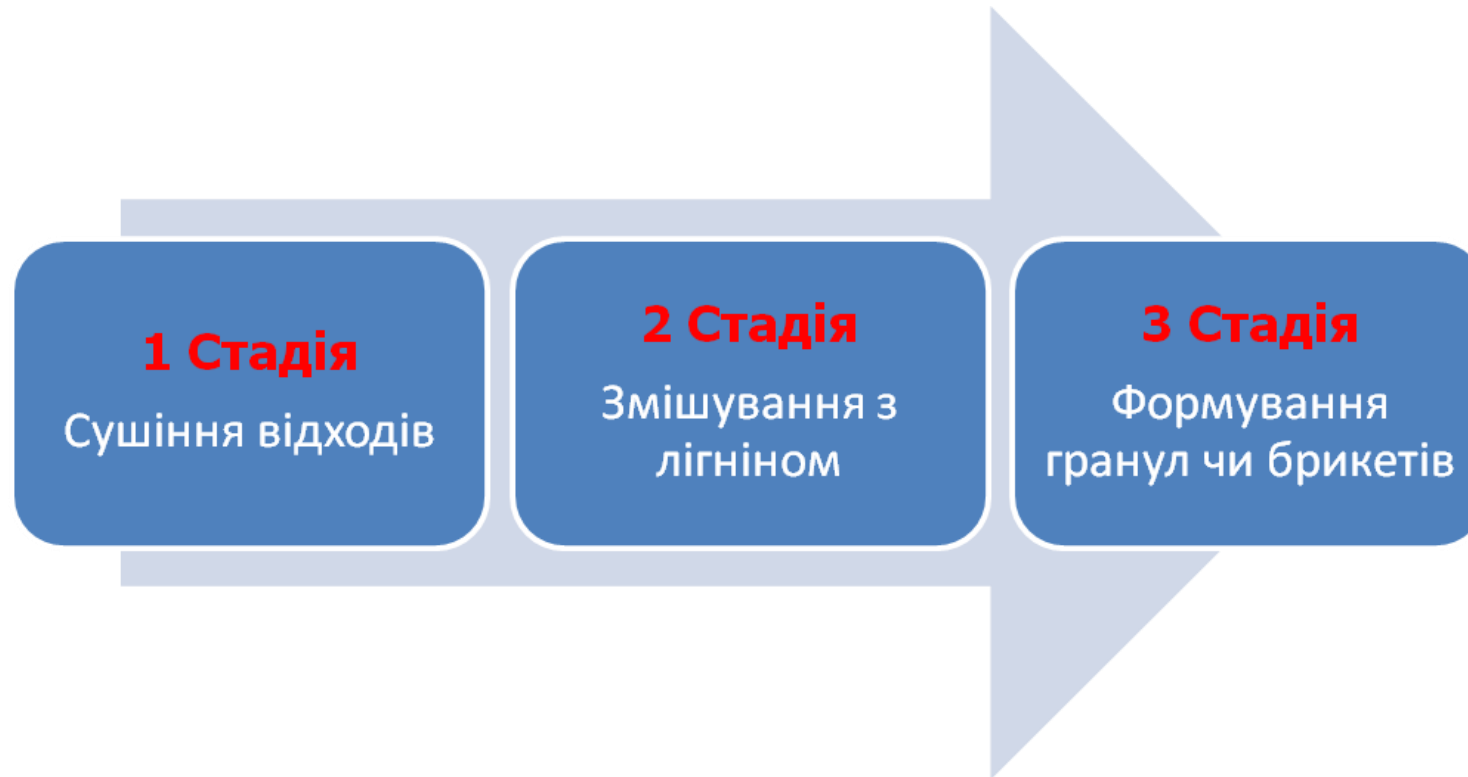 1 Стадія
Сушіння відходів
2 Стадія
Змішування з
лігніном
3 Стадія
Формування
гранул чи брикетів